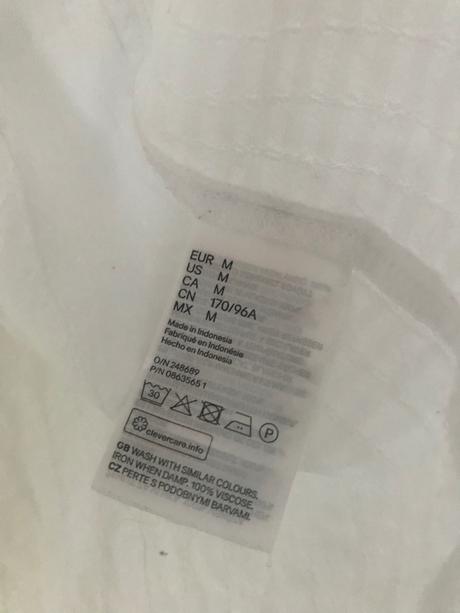 EUR M
US M
CA M
CN 170/96A
MX M
Made in Indonesia
Fabriqué en Indonésie
Hecho en Indonesia
O/N 248689
P/N 0863565 1
30
P
clevercare.info
GB WASH WITH SIMILAR COLOURS.
IRON WHEN DAMP. 100% VISCOSE.
CZ PERTE S PODOBNÝMI BARVAMI.